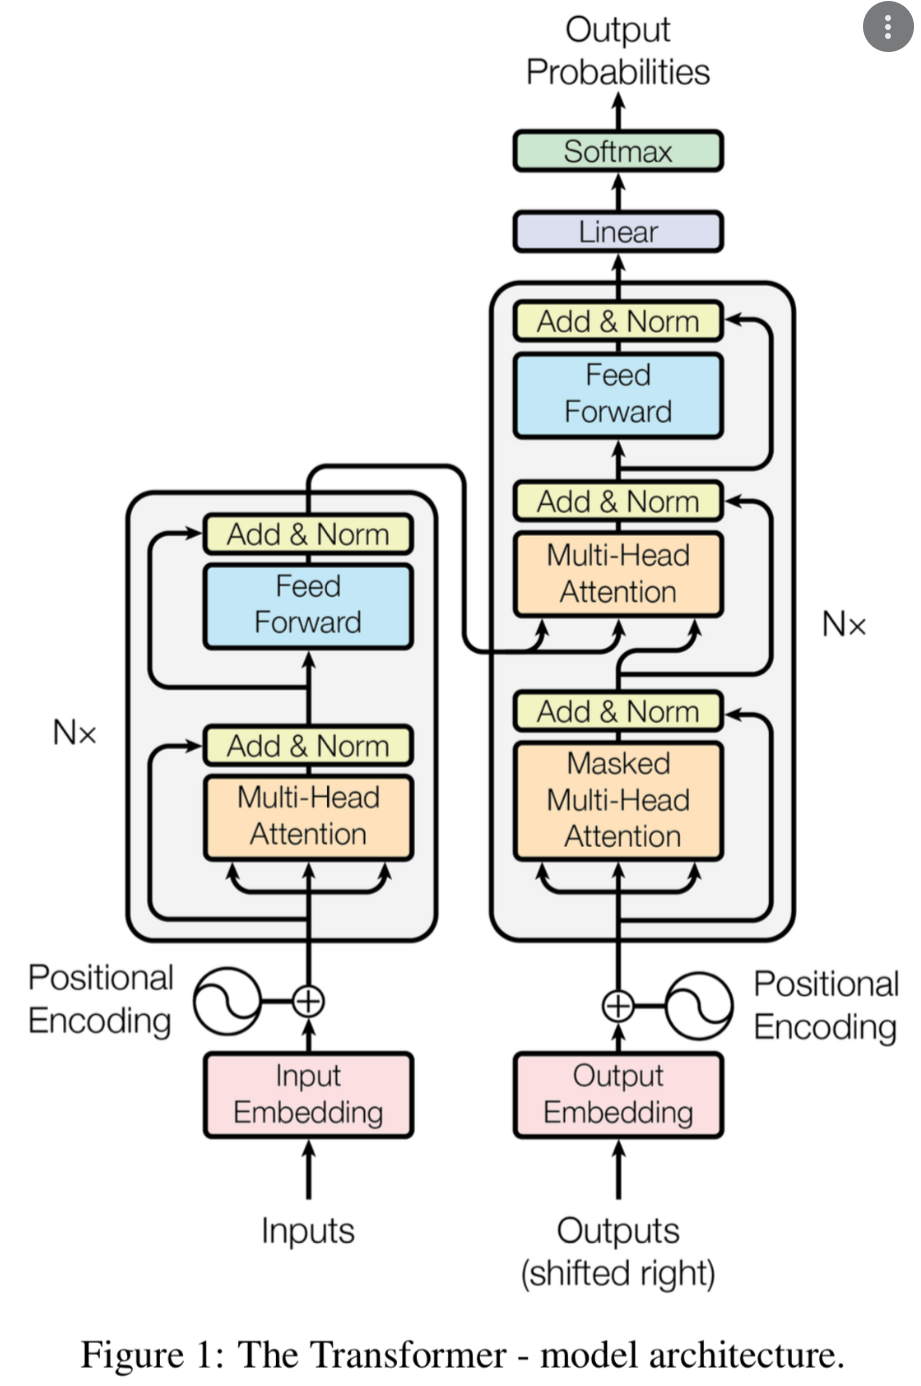 Output
Probabilities
Softmax
Linear
Add & Norm
Feed
Forward
Add & Norm
Multi-Head
Attention
Nx
Add & Norm
Masked
Multi-Head
Attention
Add & Norm
Feed
Forward
Nx
Add & Norm
Multi-Head
Attention
Positional
Encoding
Positional
Encoding
Input
Embedding
Output
Embedding
Inputs
Outputs
(shifted right)
Figure 1: The Transformer - model architecture.